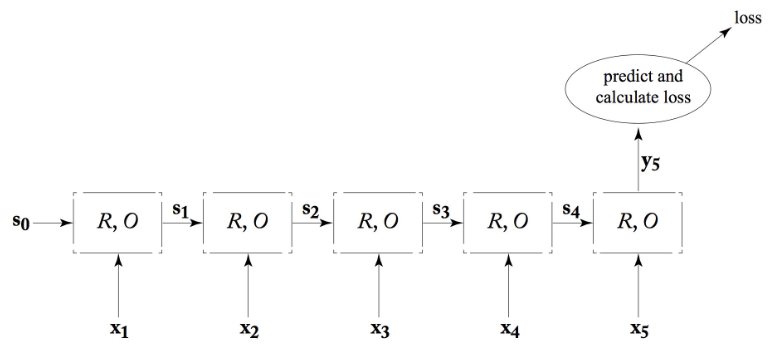 loss
predict and
calculate loss
y5
s0
R, O
s1
R, O
s2
R, O
s3
R, O
s4
R, O
x1
x2
x3
x4
x5